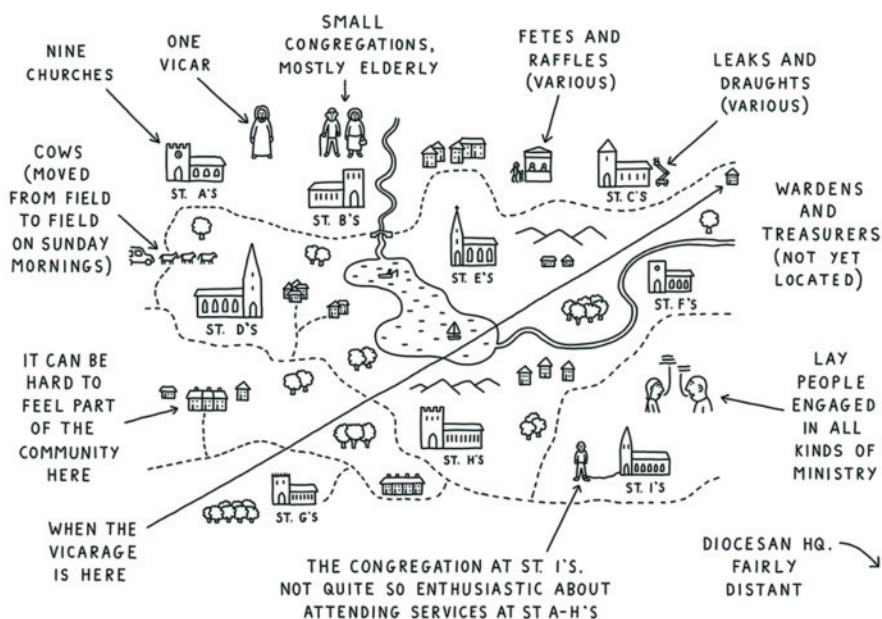 NINE
CHURCHES
ONE
VICAR
SMALL
CONGREGATIONS,
MOSTLY ELDERLY
FETES AND
RAFFLES
(VARIOUS)
LEAKS AND
DRAUGHTS
(VARIOUS)
COWS
(MOVED
FROM FIELD
TO FIELD
ON SUNDAY
MORNINGS)
ST. A'S
ST. B'S
ST. C'S
WARDENS
AND
TREASURERS
(NOT YET
LOCATED)
ST. D'S
ST. E'S
ST. F'S
IT CAN BE
HARD TO
FEEL PART
OF THE
COMMUNITY
HERE
LAY
PEOPLE
ENGAGED
IN ALL
KINDS OF
MINISTRY
ST. H'S
ST. G'S
ST. I'S
WHEN THE
VICARAGE
IS HERE
THE CONGREGATION AT ST. I'S.
NOT QUITE SO ENTHUSIASTIC ABOUT
ATTENDING SERVICES AT ST A-H'S
DIOCESAN HQ.
FAIRLY
DISTANT